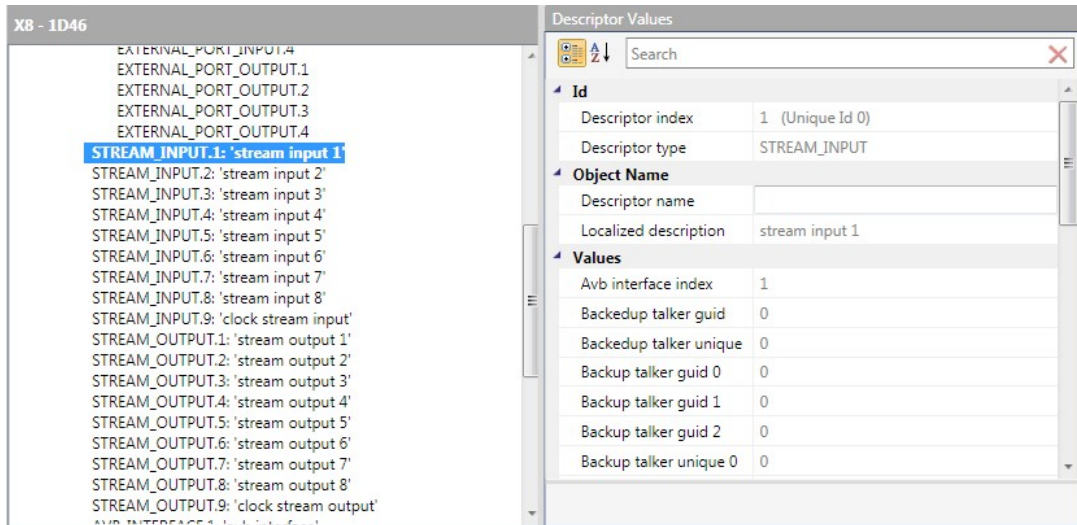 X8 - 1D46
EXTERNAL_PORT_INPUT.4
EXTERNAL_PORT_OUTPUT.1
EXTERNAL_PORT_OUTPUT.2
EXTERNAL_PORT_OUTPUT.3
EXTERNAL_PORT_OUTPUT.4
STREAM_INPUT.1: 'stream input 1'
STREAM_INPUT.2: 'stream input 2'
STREAM_INPUT.3: 'stream input 3'
STREAM_INPUT.4: 'stream input 4'
STREAM_INPUT.5: 'stream input 5'
STREAM_INPUT.6: 'stream input 6'
STREAM_INPUT.7: 'stream input 7'
STREAM_INPUT.8: 'stream input 8'
STREAM_INPUT.9: 'clock stream input'
STREAM_OUTPUT.1: 'stream output 1'
STREAM_OUTPUT.2: 'stream output 2'
STREAM_OUTPUT.3: 'stream output 3'
STREAM_OUTPUT.4: 'stream output 4'
STREAM_OUTPUT.5: 'stream output 5'
STREAM_OUTPUT.6: 'stream output 6'
STREAM_OUTPUT.7: 'stream output 7'
STREAM_OUTPUT.8: 'stream output 8'
STREAM_OUTPUT.9: 'clock stream output'
Descriptor Values
Search
Id
Descriptor index 1 (Unique Id 0)
Descriptor type STREAM_INPUT
Object Name
Descriptor name
Localized description stream input 1
Values
Avb interface index 1
Backedup talker guid 0
Backedup talker unique 0
Backup talker guid 0 0
Backup talker guid 1 0
Backup talker guid 2 0
Backup talker unique 0 0